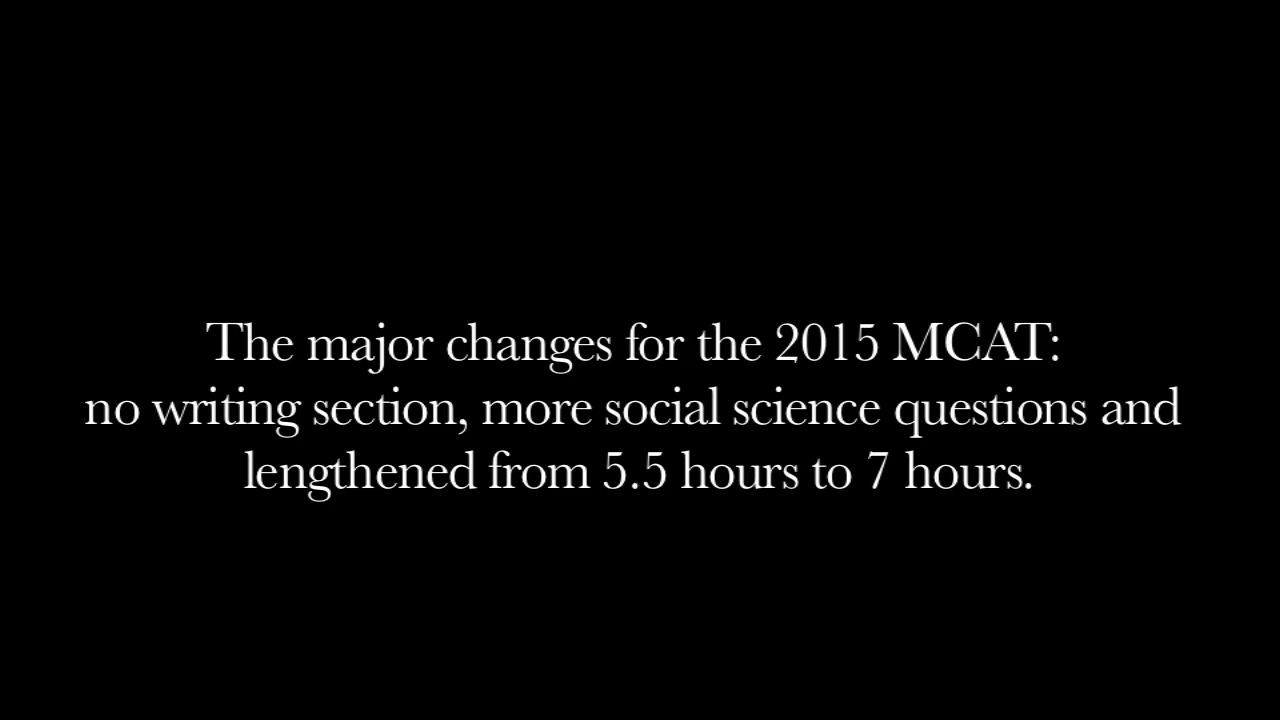 The major changes for the 2015 MCAT:
no writing section, more social science questions and
lengthened from 5.5 hours to 7 hours.